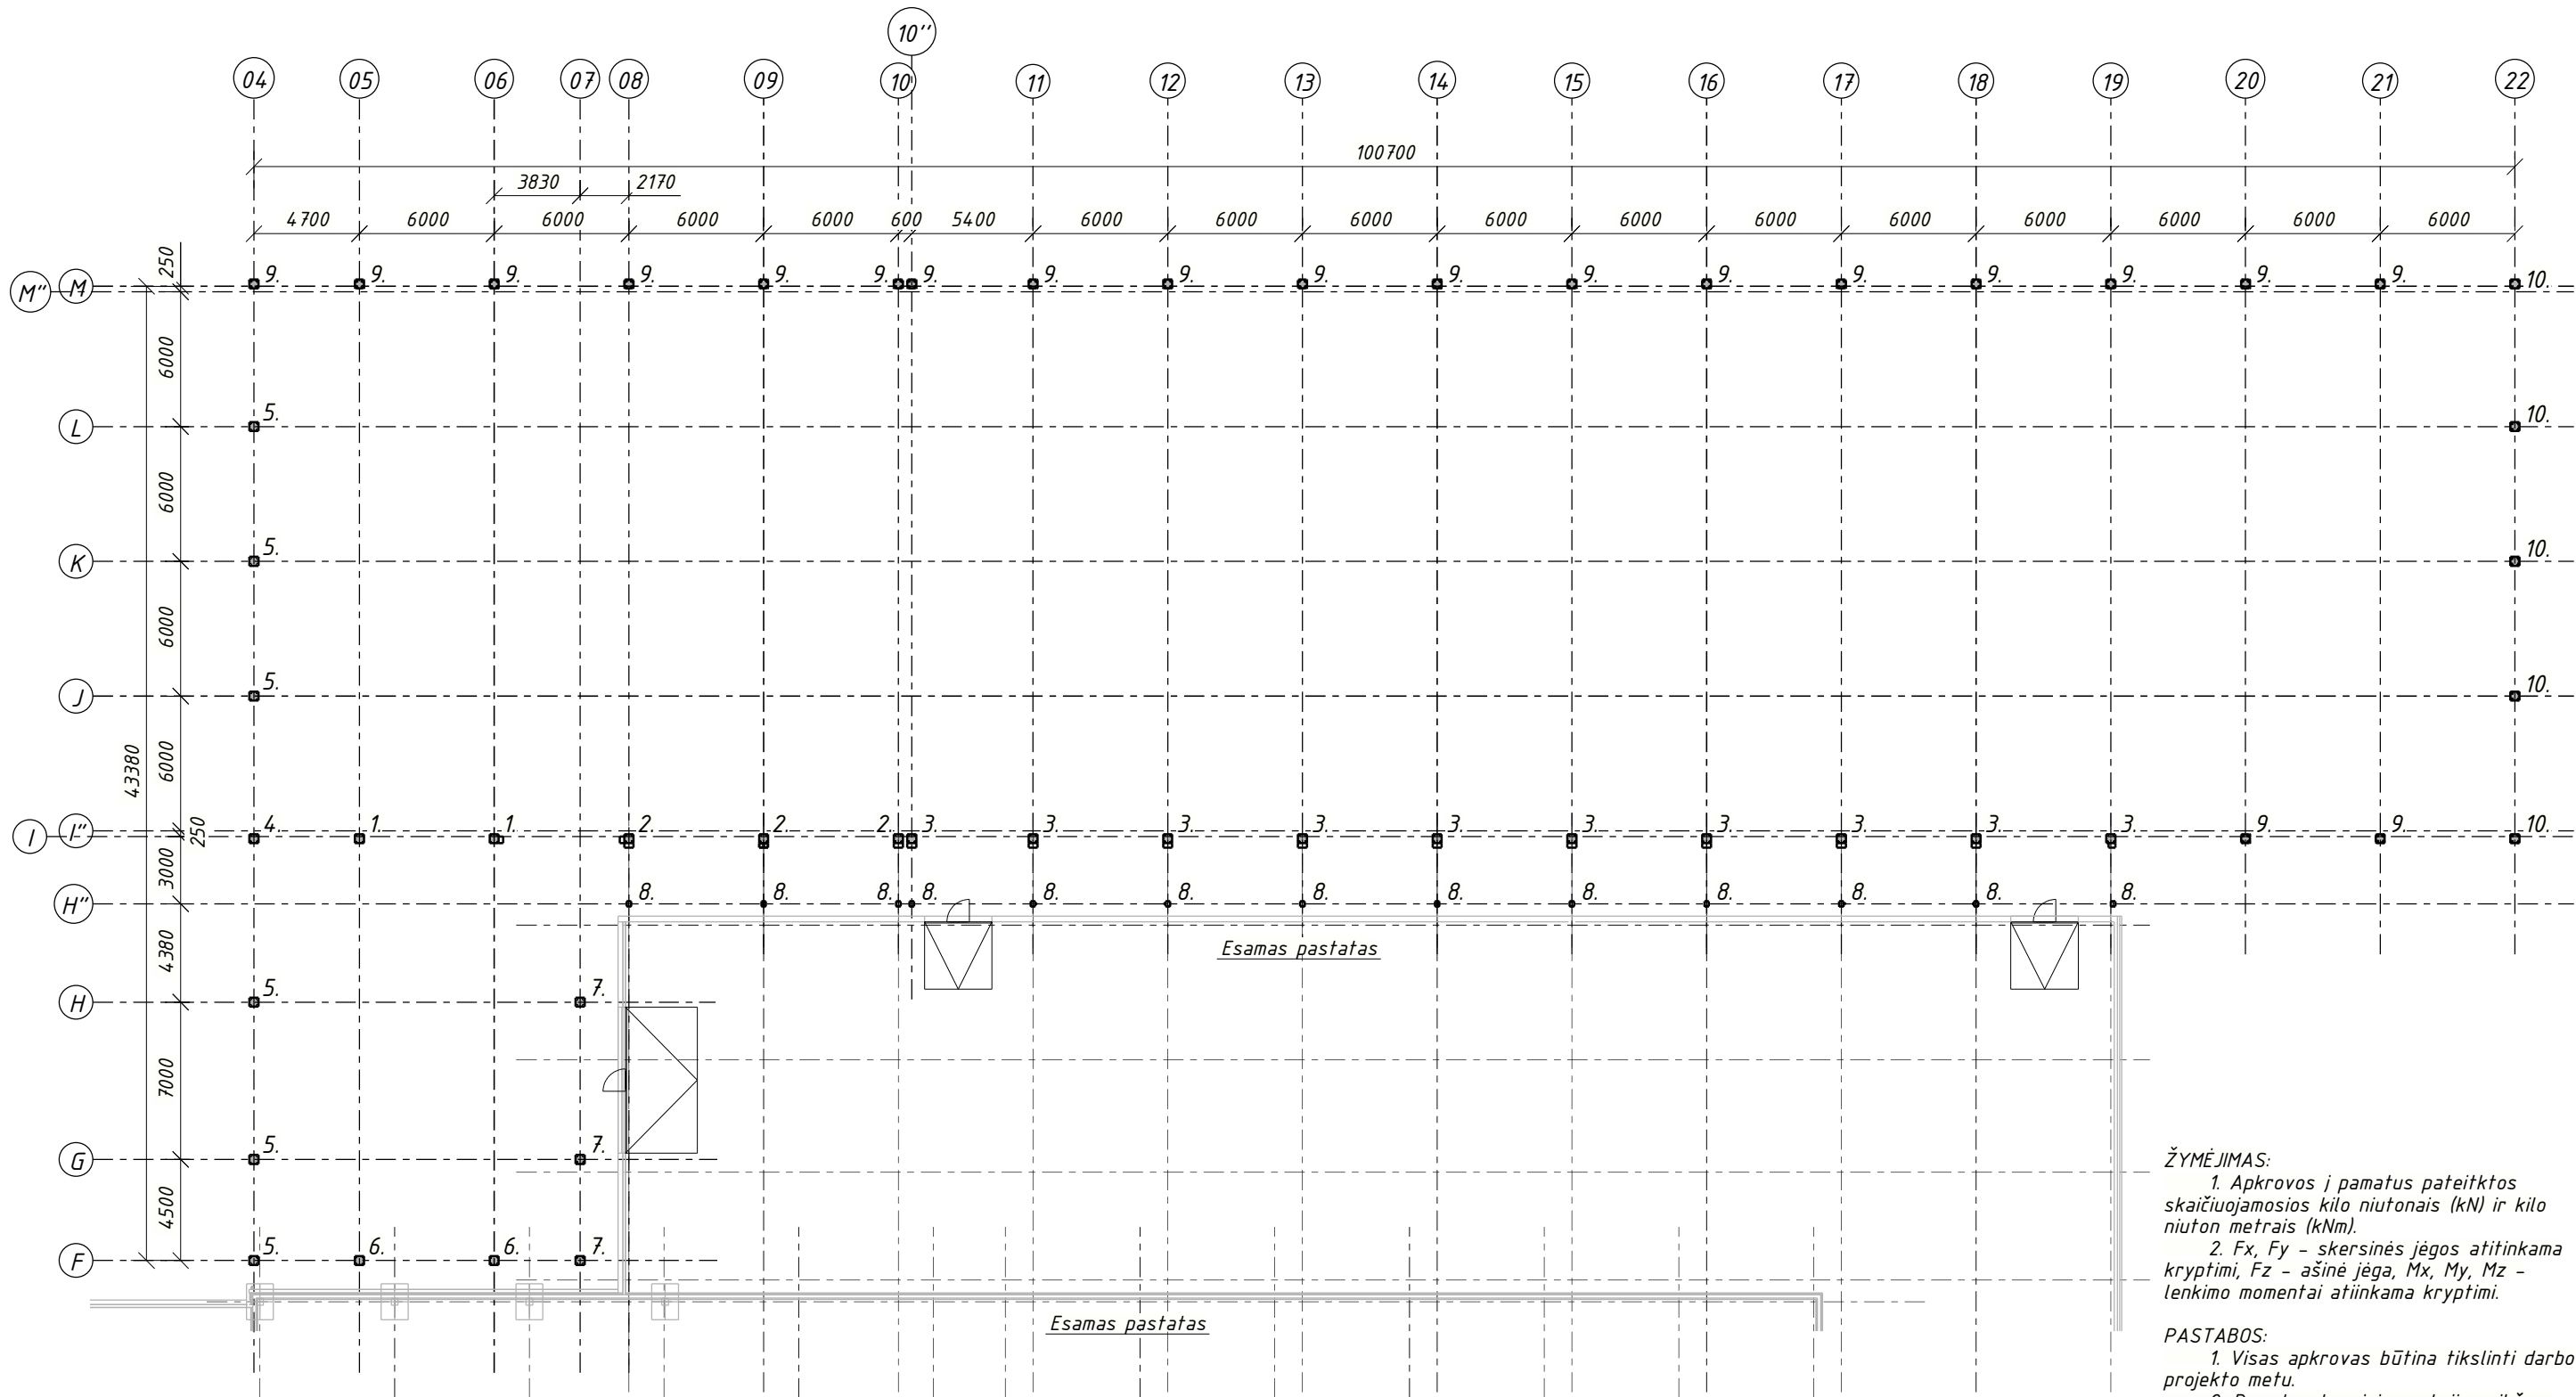 10''
04 05 06 07 08 09 10 11 12 13 14 15 16 17 18 19 20 21 22
100700
3830 2170
4700 6000 6000 6000 6000 600 5400 6000 6000 6000 6000 6000 6000 6000 6000 6000 6000 6000
250
M'' M 9. 9. 9. 9. 9. 9. 9. 9. 9. 9. 9. 9. 9. 9. 9. 9. 9. 9. 10.
6000
L 5. 10.
6000
K 5. 10.
6000
J 5. 10.
6000
43380
I I'' 4. 1. 1. 2. 2. 2. 3. 3. 3. 3. 3. 3. 3. 3. 3. 3. 9. 9. 10.
250
3000
H'' 8. 8. 8. 8. 8. 8. 8. 8. 8. 8. 8. 8. 8.
4380
Esamas pastatas
H 5. 7.
7000
G 5. 7.
4500
F 5. 6. 6. 7.
Esamas pastatas
ŽYMĖJIMAS:
1. Apkrovos į pamatus pateitktos
skaičiuojamosios kilo niutonais (kN) ir kilo
niuton metrais (kNm).
2. Fx, Fy - skersinės jėgos atitinkama
kryptimi, Fz - ašinė jėga, Mx, My, Mz -
lenkimo momentai atiinkama kryptimi.
PASTABOS:
1. Visas apkrovas būtina tikslinti darbo
projekto metu.